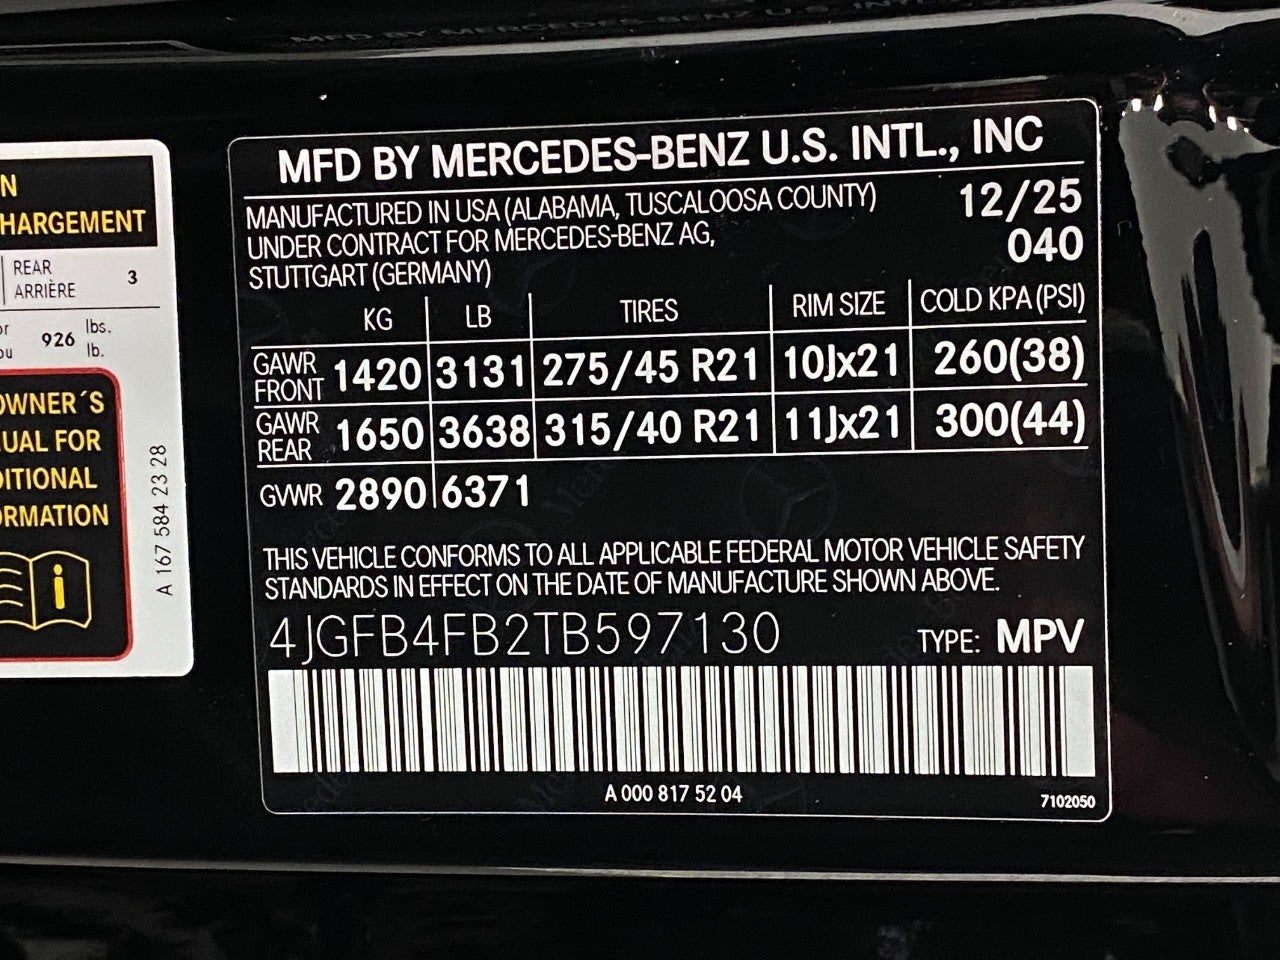 N
HARGEMENT
REAR
ARRIÈRE 3
926 lbs.
lb.
OWNER´S
UAL FOR
DITIONAL
ORMATION
i
A 167 584 23 28
MFD BY MERCEDES-BENZ U.S. INTL., INC
MANUFACTURED IN USA (ALABAMA, TUSCALOOSA COUNTY) 12/25
UNDER CONTRACT FOR MERCEDES-BENZ AG, 040
STUTTGART (GERMANY)
KG LB TIRES RIM SIZE COLD KPA (PSI)
GAWR FRONT 1420 3131 275/45 R21 10Jx21 260(38)
GAWR REAR 1650 3638 315/40 R21 11Jx21 300(44)
GVWR 2890 6371
THIS VEHICLE CONFORMS TO ALL APPLICABLE FEDERAL MOTOR VEHICLE SAFETY
STANDARDS IN EFFECT ON THE DATE OF MANUFACTURE SHOWN ABOVE.
4JGFB4FB2TB597130 TYPE: MPV
A 000 817 52 04
7102050